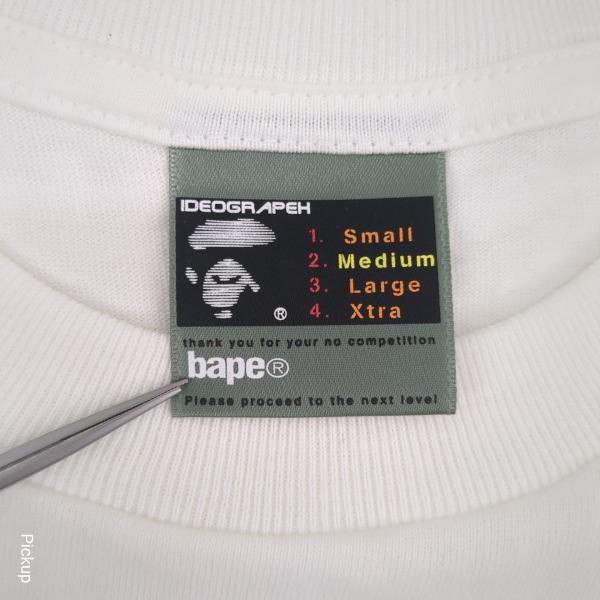 IDEOGRAPEH
1. Small
2. Medium
3. Large
4. Xtra
®
thank you for your no competition
bape®
Please proceed to the next level
Pickup